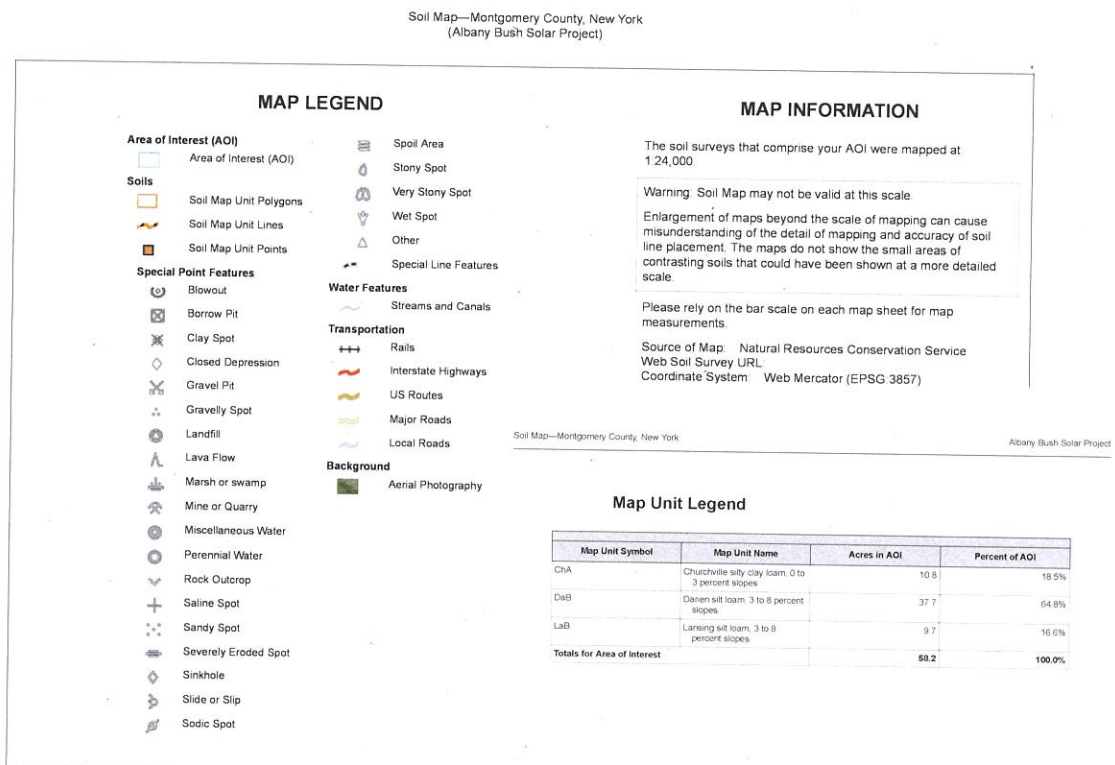 Soil Map—Montgomery County, New York
(Albany Bush Solar Project)
MAP LEGEND
Area of Interest (AOI)
Area of Interest (AOI)
Soils
Soil Map Unit Polygons
Soil Map Unit Lines
Soil Map Unit Points
Special Point Features
Blowout
Borrow Pit
Clay Spot
Closed Depression
Gravel Pit
Gravelly Spot
Landfill
Lava Flow
Marsh or swamp
Mine or Quarry
Miscellaneous Water
Perennial Water
Rock Outcrop
Saline Spot
Sandy Spot
Severely Eroded Spot
Sinkhole
Slide or Slip
Sodic Spot
Spoil Area
Stony Spot
Very Stony Spot
Wet Spot
Other
Special Line Features
Water Features
Streams and Canals
Transportation
Rails
Interstate Highways
US Routes
Major Roads
Local Roads
Background
Aerial Photography
MAP INFORMATION
The soil surveys that comprise your AOI were mapped at
1:24,000.
Warning: Soil Map may not be valid at this scale.
Enlargement of maps beyond the scale of mapping can cause
misunderstanding of the detail of mapping and accuracy of soil
line placement. The maps do not show the small areas of
contrasting soils that could have been shown at a more detailed
scale.
Please rely on the bar scale on each map sheet for map
measurements.
Source of Map: Natural Resources Conservation Service
Web Soil Survey URL:
Coordinate System: Web Mercator (EPSG:3857)
Soil Map—Montgomery County, New York
Albany Bush Solar Project
Map Unit Legend
Map Unit Symbol Map Unit Name Acres in AOI Percent of AOI
ChA Churchville silty clay loam, 0 to 10.8 18.5%
3 percent slopes
DaB Darien silt loam, 3 to 8 percent 37.7 64.8%
slopes
LaB Lansing silt loam, 3 to 8 9.7 16.6%
percent slopes
Totals for Area of Interest 58.2 100.0%